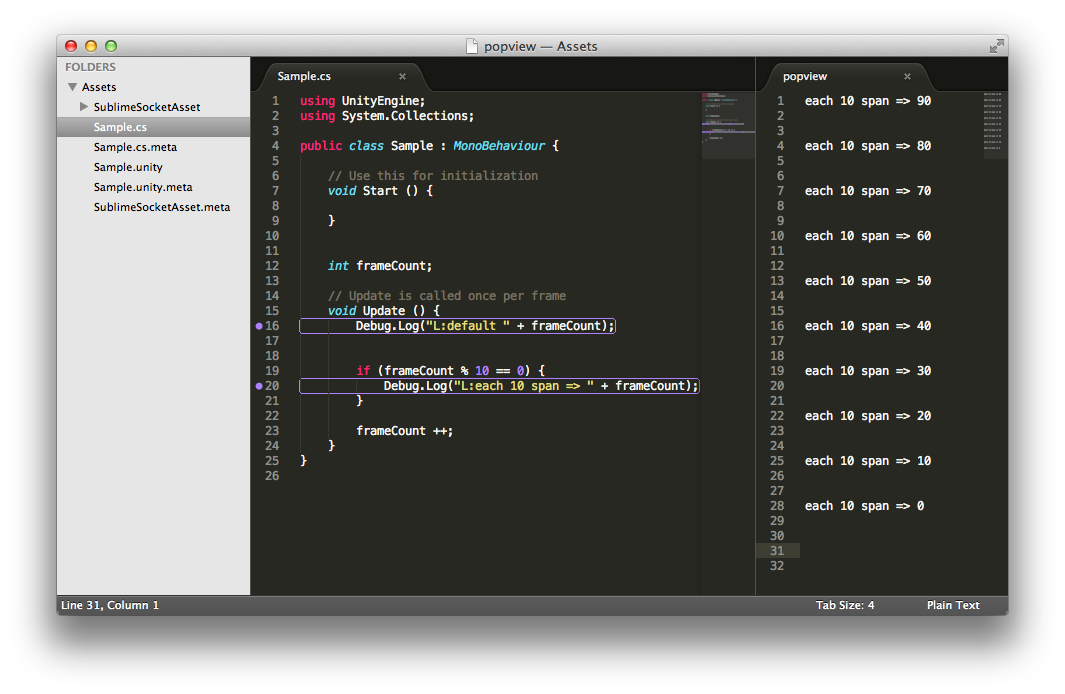 popview — Assets
FOLDERS
Assets
SublimeSocketAsset
Sample.cs
Sample.cs.meta
Sample.unity
Sample.unity.meta
SublimeSocketAsset.meta
Sample.cs ×
1 using UnityEngine;
2 using System.Collections;
3
4 public class Sample : MonoBehaviour {
5
6 // Use this for initialization
7 void Start () {
8
9 }
10
11
12 int frameCount;
13
14 // Update is called once per frame
15 void Update () {
16 Debug.Log("L:default " + frameCount);
17
18
19 if (frameCount % 10 == 0) {
20 Debug.Log("L:each 10 span => " + frameCount);
21 }
22
23 frameCount ++;
24 }
25 }
26
popview ×
1 each 10 span => 90
2
3
4 each 10 span => 80
5
6
7 each 10 span => 70
8
9
10 each 10 span => 60
11
12
13 each 10 span => 50
14
15
16 each 10 span => 40
17
18
19 each 10 span => 30
20
21
22 each 10 span => 20
23
24
25 each 10 span => 10
26
27
28 each 10 span => 0
29
30
31
32
Line 31, Column 1
Tab Size: 4
Plain Text